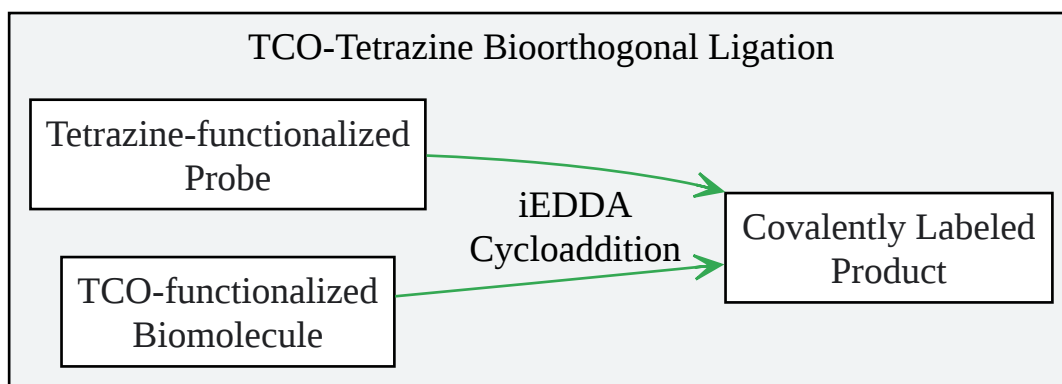 TCO-Tetrazine Bioorthogonal Ligation
Tetrazine-functionalized
Probe
iEDDA
Cycloaddition
TCO-functionalized
Biomolecule
Covalently Labeled
Product